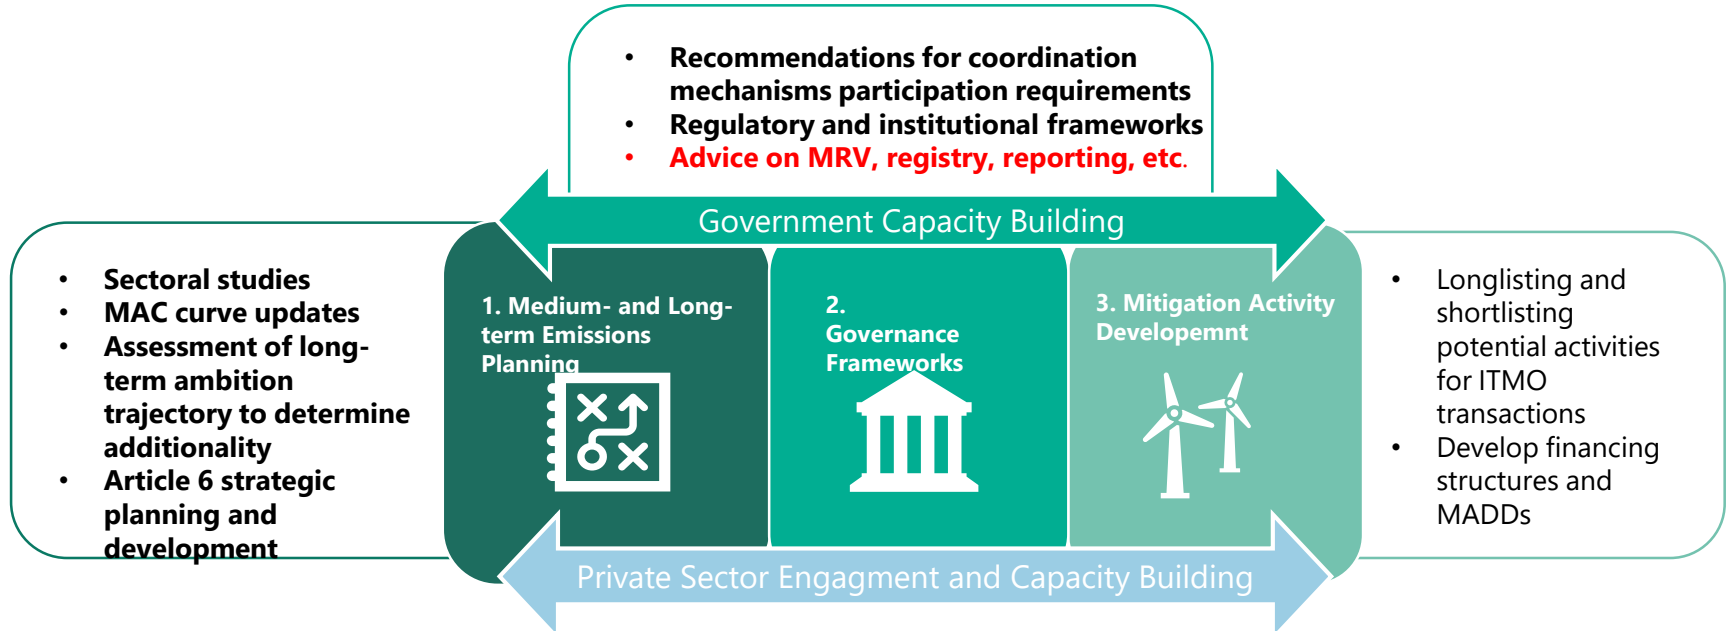 • Recommendations for coordination
mechanisms participation requirements
• Regulatory and institutional frameworks
• Advice on MRV, registry, reporting, etc.
Government Capacity Building
• Sectoral studies
• MAC curve updates
• Assessment of long-
term ambition
trajectory to determine
additionality
• Article 6 strategic
planning and
development
1. Medium- and Long-
term Emissions
Planning
2.
Governance
Frameworks
3. Mitigation Activity
Developemnt
• Longlisting and
shortlisting
potential activities
for ITMO
transactions
• Develop financing
structures and
MADDs
Private Sector Engagment and Capacity Building